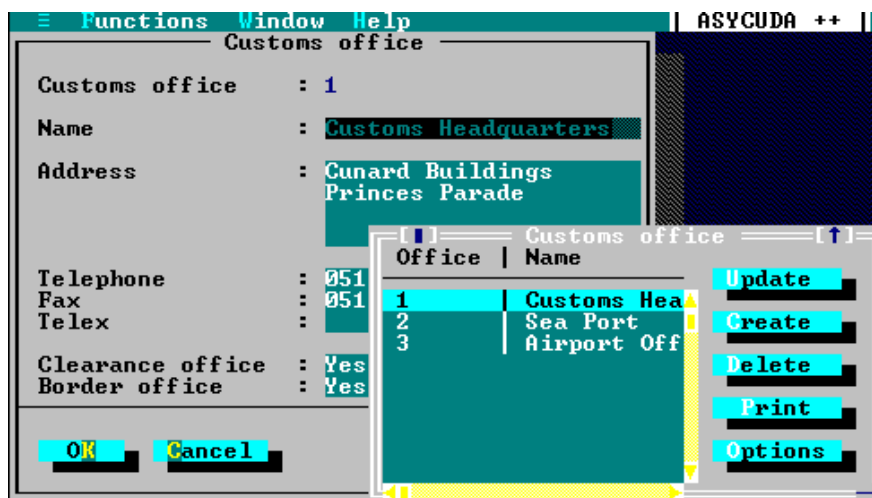 ≡ Functions Window Help ASYCUDA ++
Customs office
Customs office : 1
Name : Customs Headquarters
Address : Cunard Buildings
Princes Parade
Telephone : 051
Fax : 051
Telex :
Clearance office : Yes
Border office : Yes
OK Cancel
Customs office
Office | Name
1 Customs Hea
2 Sea Port
3 Airport Off
Update
Create
Delete
Print
Options